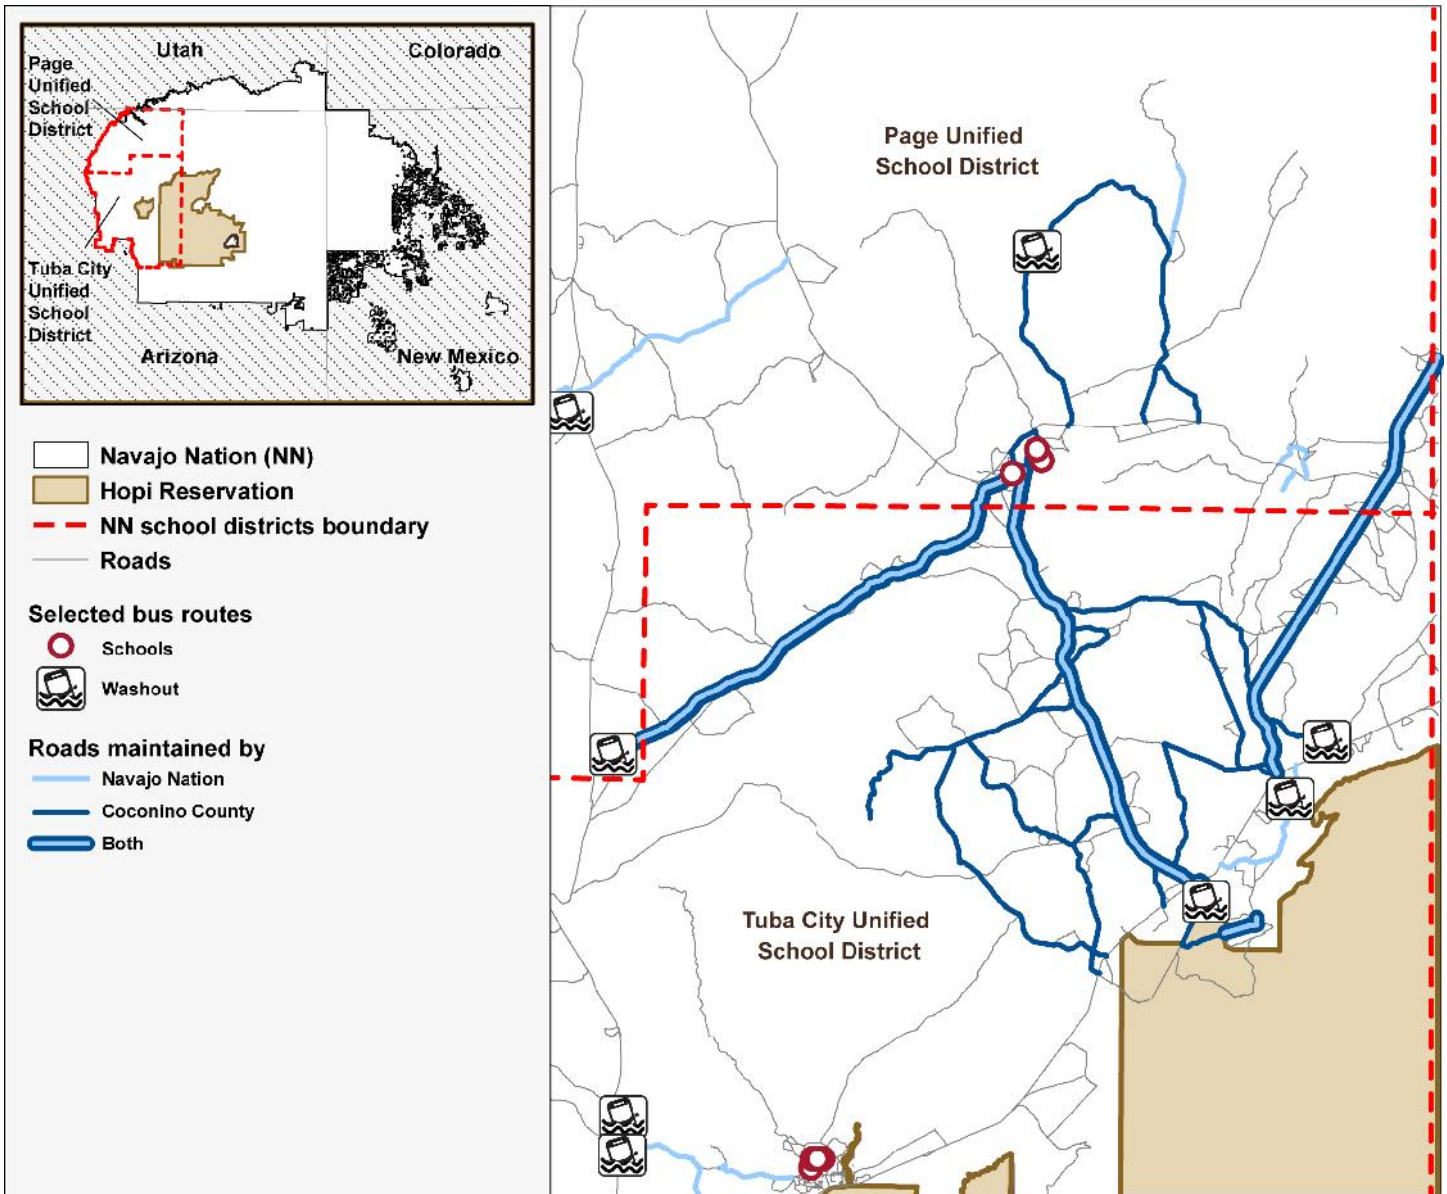 Utah
Colorado
Page
Unified
School
District
Tuba City
Unified
School
District
Arizona
New Mexico
Navajo Nation (NN)
Hopi Reservation
NN school districts boundary
Roads
Selected bus routes
Schools
Washout
Roads maintained by
Navajo Nation
Coconino County
Both
Page Unified
School District
Tuba City Unified
School District